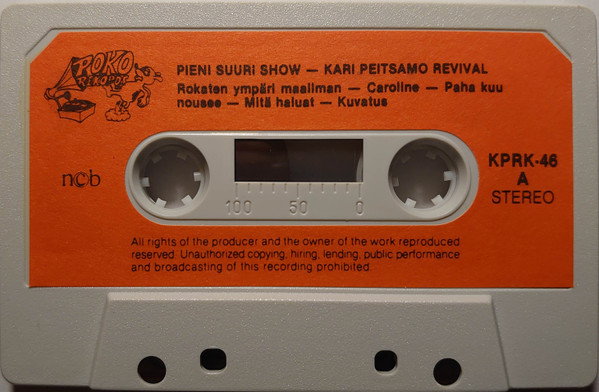 POKO
REKORDS
PIENI SUURI SHOW — KARI PEITSAMO REVIVAL
Rokaten ympäri maailman — Caroline — Paha kuu
nousee — Mitä haluat — Kuvatus
ncb
KPRK-46
A
STEREO
100 50 0
All rights of the producer and the owner of the work reproduced
reserved. Unauthorized copying, hiring, lending, public performance
and broadcasting of this recording prohibited.